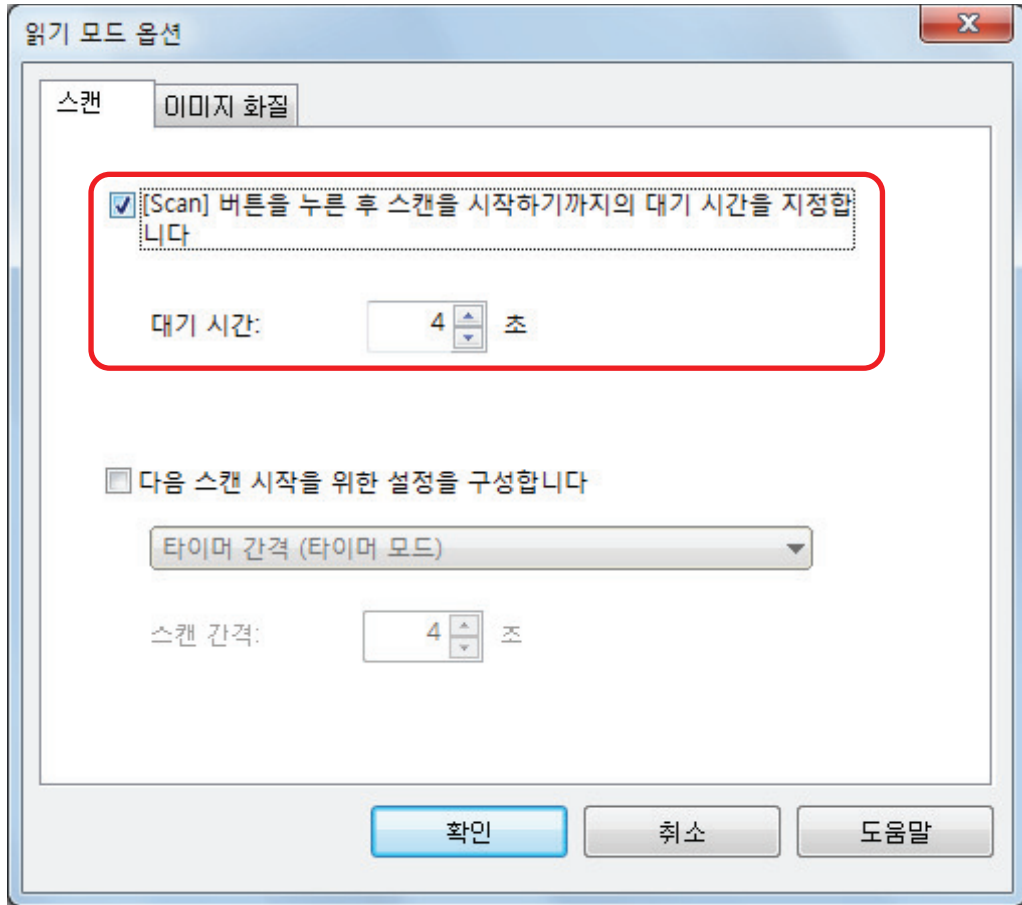 읽기 모드 옵션
스캔
이미지 화질
[Scan] 버튼을 누른 후 스캔을 시작하기까지의 대기 시간을 지정합
니다
대기 시간: 4 초
다음 스캔 시작을 위한 설정을 구성합니다
타이머 간격 (타이머 모드)
스캔 간격: 4 초
확인 취소 도움말